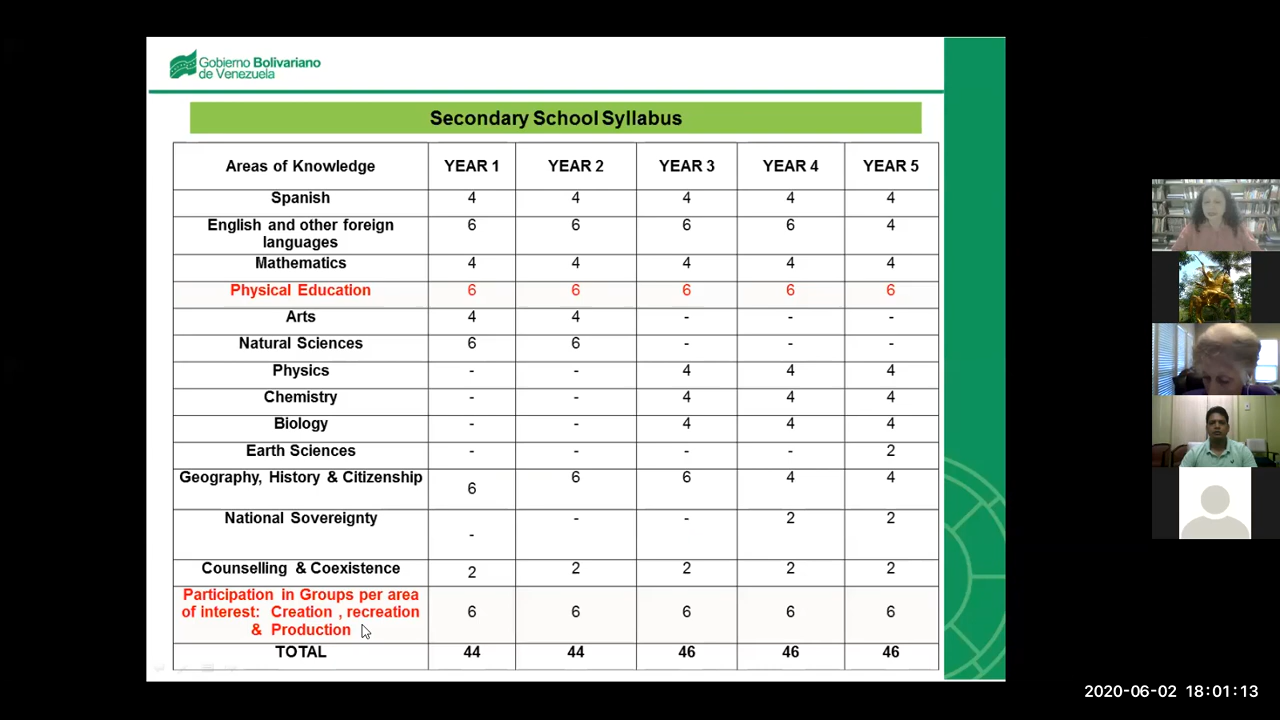 Gobierno Bolivariano
de Venezuela
Secondary School Syllabus
Areas of Knowledge YEAR 1 YEAR 2 YEAR 3 YEAR 4 YEAR 5
Spanish 4 4 4 4 4
English and other foreign
languages 6 6 6 6 4
Mathematics 4 4 4 4 4
Physical Education 6 6 6 6 6
Arts 4 4 - - -
Natural Sciences 6 6 - - -
Physics - - 4 4 4
Chemistry - - 4 4 4
Biology - - 4 4 4
Earth Sciences - - - - 2
Geography, History & Citizenship 6 6 6 4 4
National Sovereignty - - - 2 2
Counselling & Coexistence 2 2 2 2 2
Participation in Groups per area
of interest: Creation , recreation
& Production 6 6 6 6 6
TOTAL 44 44 46 46 46
2020-06-02 18:01:13